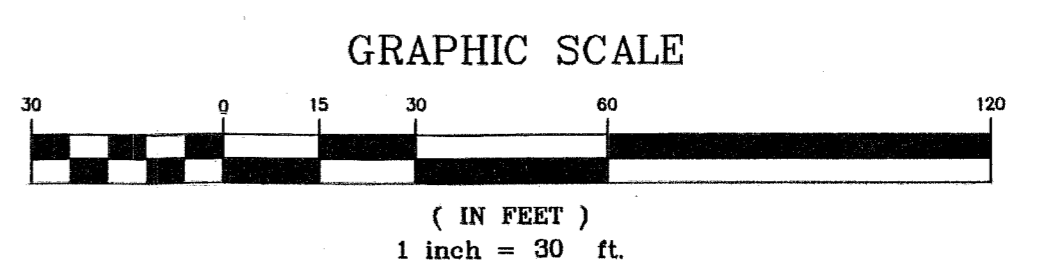 GRAPHIC SCALE
30 0 15 30 60 120
( IN FEET )
1 inch = 30 ft.